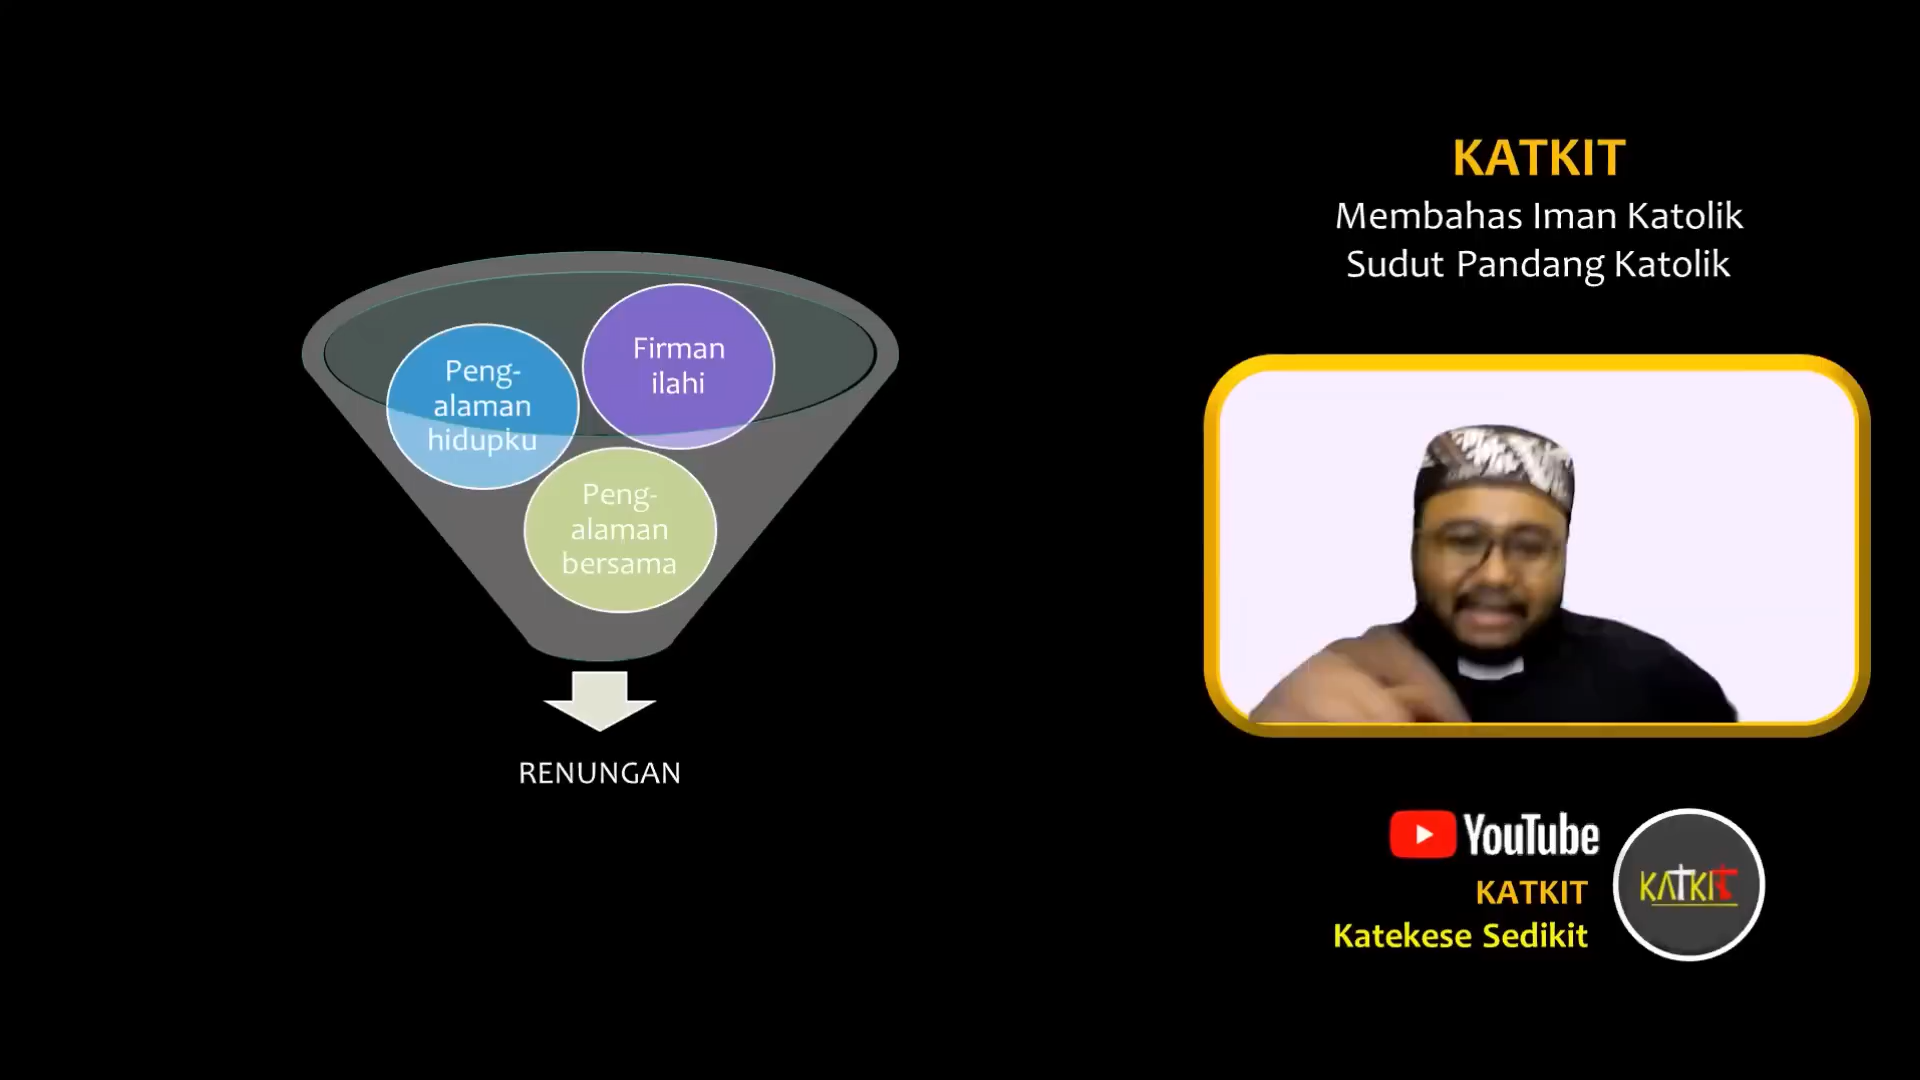 Firman
ilahi
Peng-
alaman
hidupku
Peng-
alaman
bersama
RENUNGAN
KATKIT
Membahas Iman Katolik
Sudut Pandang Katolik
YouTube
KATKIT
Katekese Sedikit
KATKIT